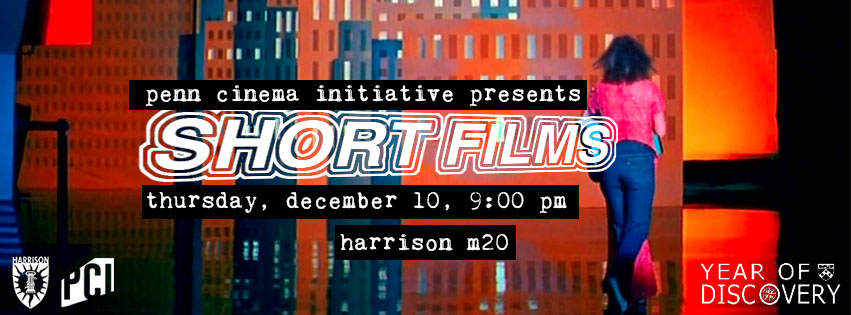 penn cinema initiative presents
SHORT FILMS
thursday, december 10, 9:00 pm
harrison m20
HARRISON
PCI
YEAR OF
DISCOVERY